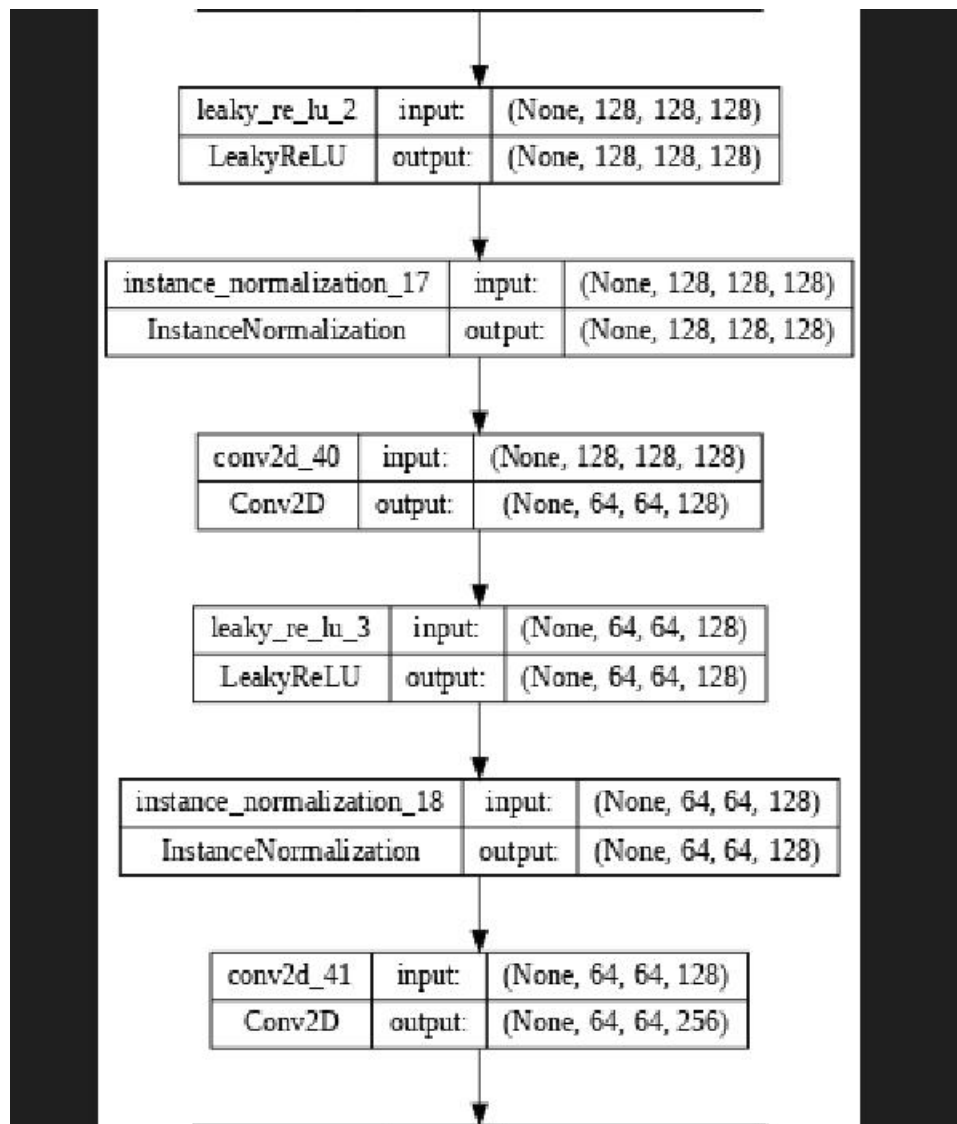 leaky_re_lu_2 input: (None, 128, 128, 128)
LeakyReLU output: (None, 128, 128, 128)
instance_normalization_17 input: (None, 128, 128, 128)
InstanceNormalization output: (None, 128, 128, 128)
conv2d_40 input: (None, 128, 128, 128)
Conv2D output: (None, 64, 64, 128)
leaky_re_lu_3 input: (None, 64, 64, 128)
LeakyReLU output: (None, 64, 64, 128)
instance_normalization_18 input: (None, 64, 64, 128)
InstanceNormalization output: (None, 64, 64, 128)
conv2d_41 input: (None, 64, 64, 128)
Conv2D output: (None, 64, 64, 256)